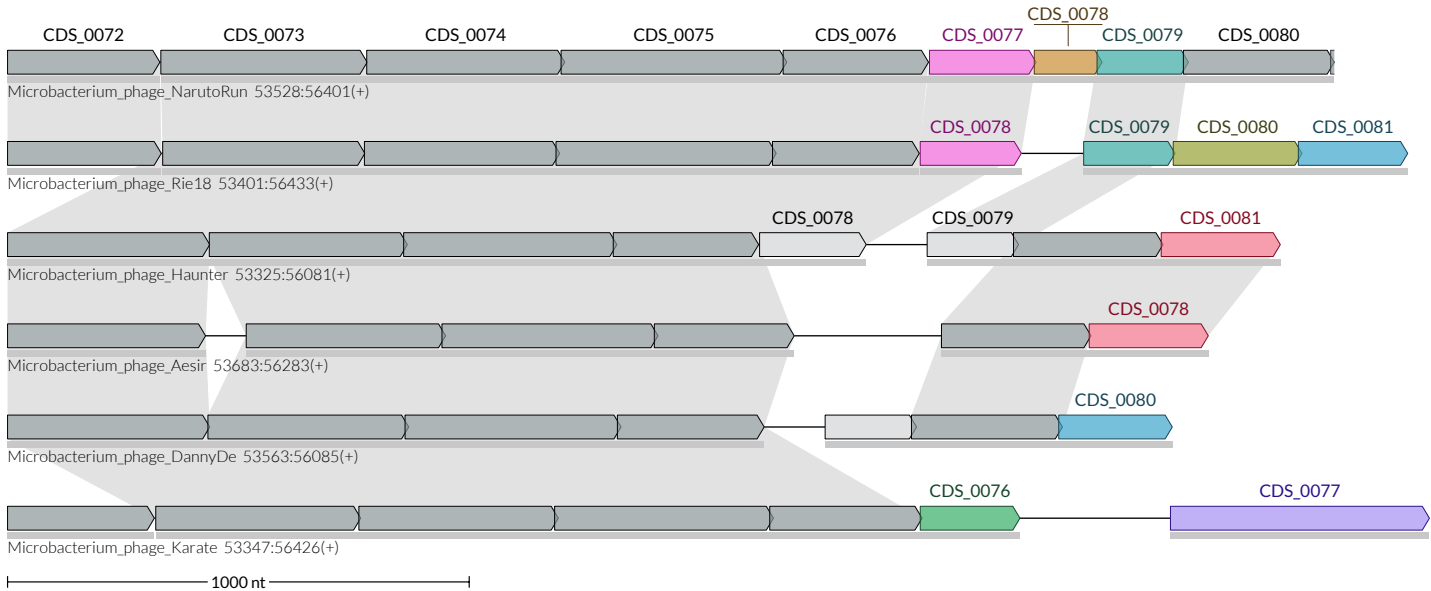 CDS_0078
CDS_0072 CDS_0073 CDS_0074 CDS_0075 CDS_0076 CDS_0077 CDS_0079 CDS_0080
Microbacterium_phage_NarutoRun 53528:56401(+)
CDS_0078 CDS_0079 CDS_0080 CDS_0081
Microbacterium_phage_Rie18 53401:56433(+)
CDS_0078 CDS_0079 CDS_0081
Microbacterium_phage_Haunter 53325:56081(+)
CDS_0078
Microbacterium_phage_Aesir 53683:56283(+)
CDS_0080
Microbacterium_phage_DannyDe 53563:56085(+)
CDS_0076 CDS_0077
Microbacterium_phage_Karate 53347:56426(+)
1000 nt